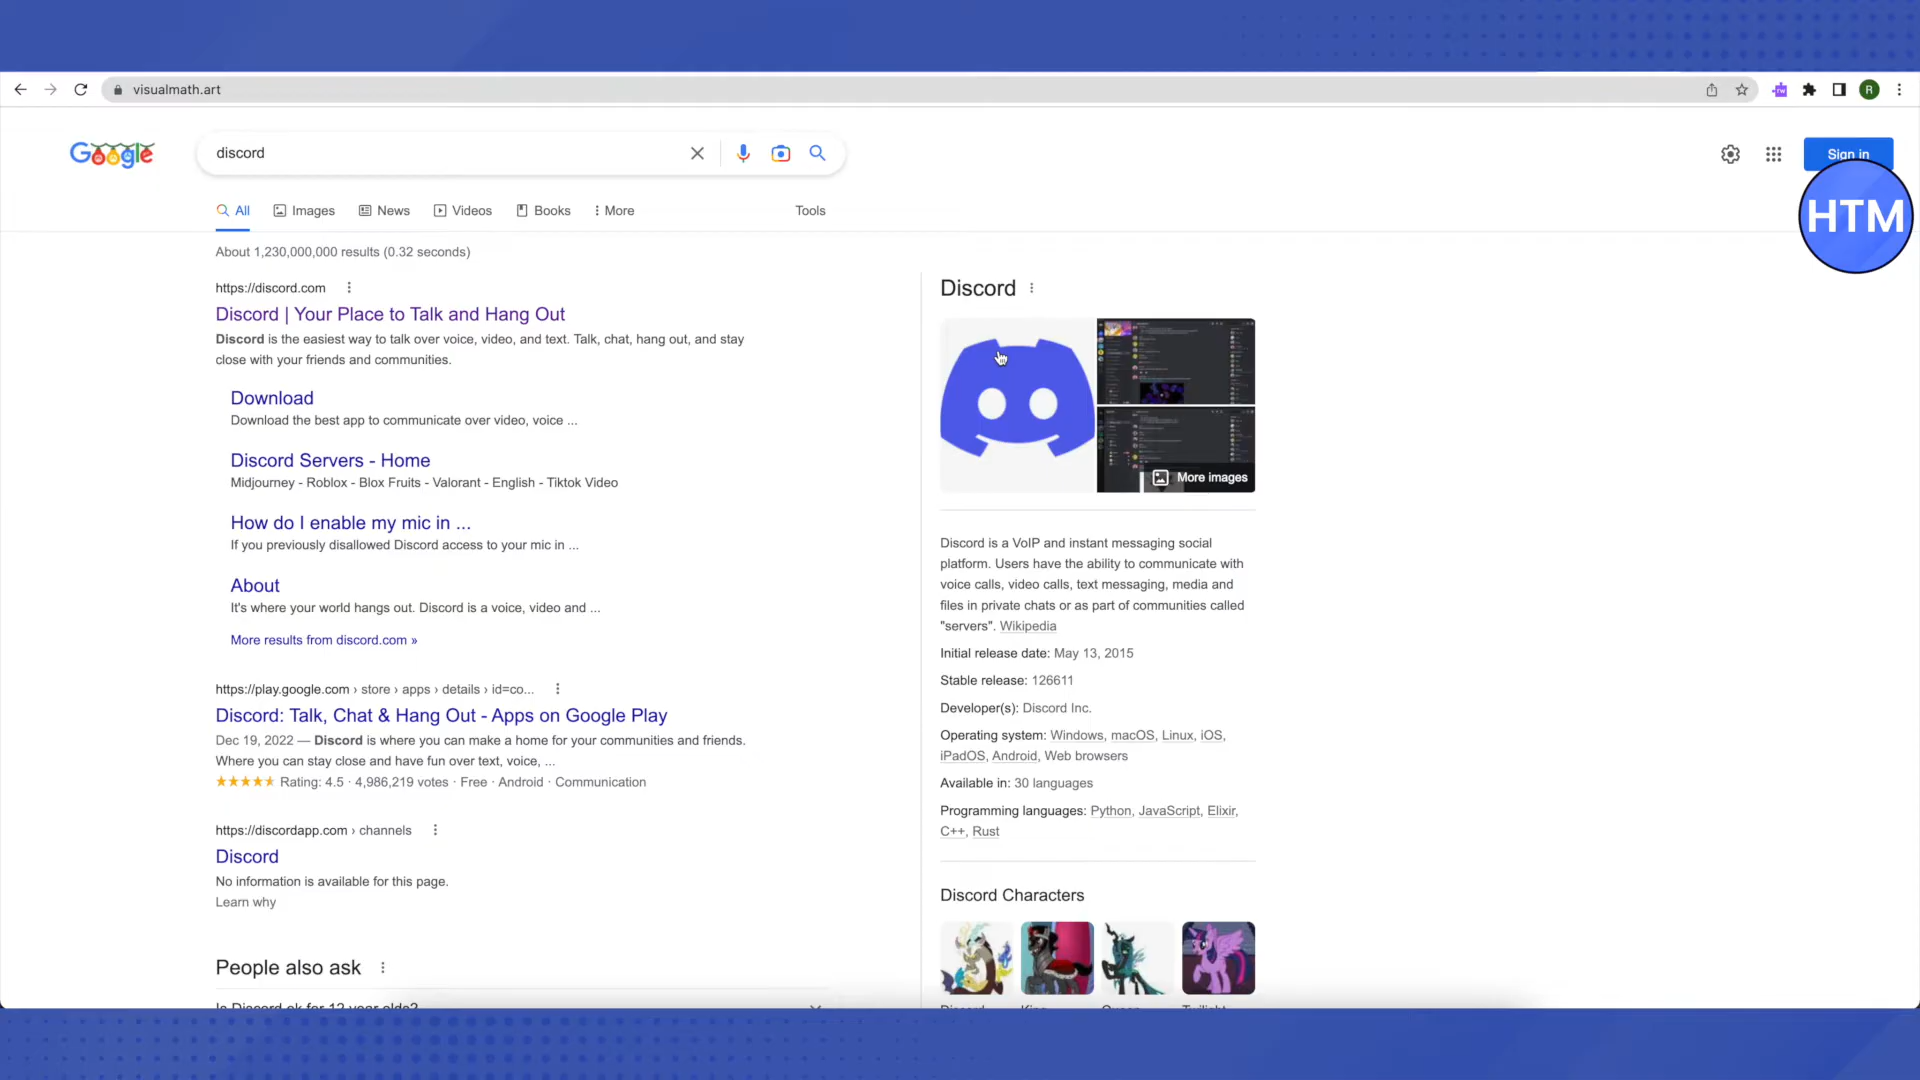 visualmath.art
R
Google
discord
Sign in
HTM
All
Images
News
Videos
Books
More
Tools
About 1,230,000,000 results (0.32 seconds)
https://discord.com
Discord | Your Place to Talk and Hang Out
Discord is the easiest way to talk over voice, video, and text. Talk, chat, hang out, and stay
close with your friends and communities.
Download
Download the best app to communicate over video, voice ...
Discord Servers - Home
Midjourney - Roblox - Blox Fruits - Valorant - English - Tiktok Video
How do I enable my mic in ...
If you previously disallowed Discord access to your mic in ...
About
It's where your world hangs out. Discord is a voice, video and ...
More results from discord.com »
https://play.google.com › store › apps › details › id=co...
Discord: Talk, Chat & Hang Out - Apps on Google Play
Dec 19, 2022 — Discord is where you can make a home for your communities and friends.
Where you can stay close and have fun over text, voice, ...
Rating: 4.5 · 4,986,219 votes · Free · Android · Communication
https://discordapp.com › channels
Discord
No information is available for this page.
Learn why
People also ask
Is Discord ok for 12 year olds?
Discord
More images
Discord is a VoIP and instant messaging social
platform. Users have the ability to communicate with
voice calls, video calls, text messaging, media and
files in private chats or as part of communities called
"servers". Wikipedia
Initial release date: May 13, 2015
Stable release: 126611
Developer(s): Discord Inc.
Operating system: Windows, macOS, Linux, iOS,
iPadOS, Android, Web browsers
Available in: 30 languages
Programming languages: Python, JavaScript, Elixir,
C++, Rust
Discord Characters
Discord
King
Queen
Twilight